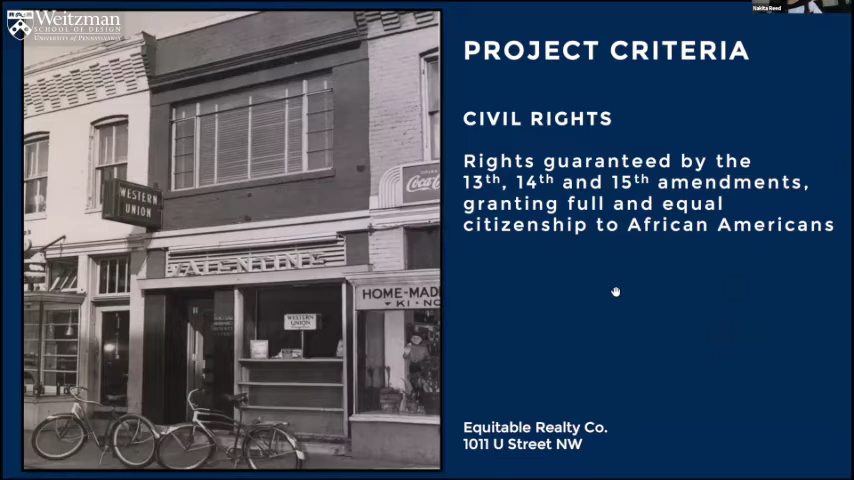 Weitzman
SCHOOL OF DESIGN
UNIVERSITY OF PENNSYLVANIA
Nakita Reed
PROJECT CRITERIA
CIVIL RIGHTS
Rights guaranteed by the
13th, 14th and 15th amendments,
granting full and equal
citizenship to African Americans
Equitable Realty Co.
1011 U Street NW
WESTERN
UNION
Coca
VALENTINE
HOME-MAD
WESTERN
UNION